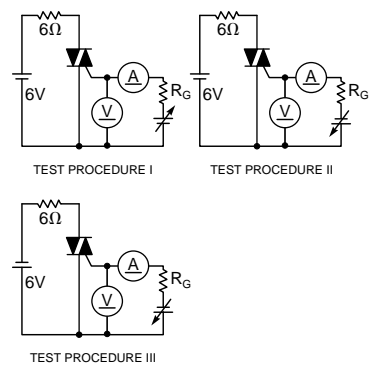 6Ω
6V
A
V
RG
TEST PROCEDURE I
6Ω
6V
A
V
RG
TEST PROCEDURE II
6Ω
6V
A
V
RG
TEST PROCEDURE III